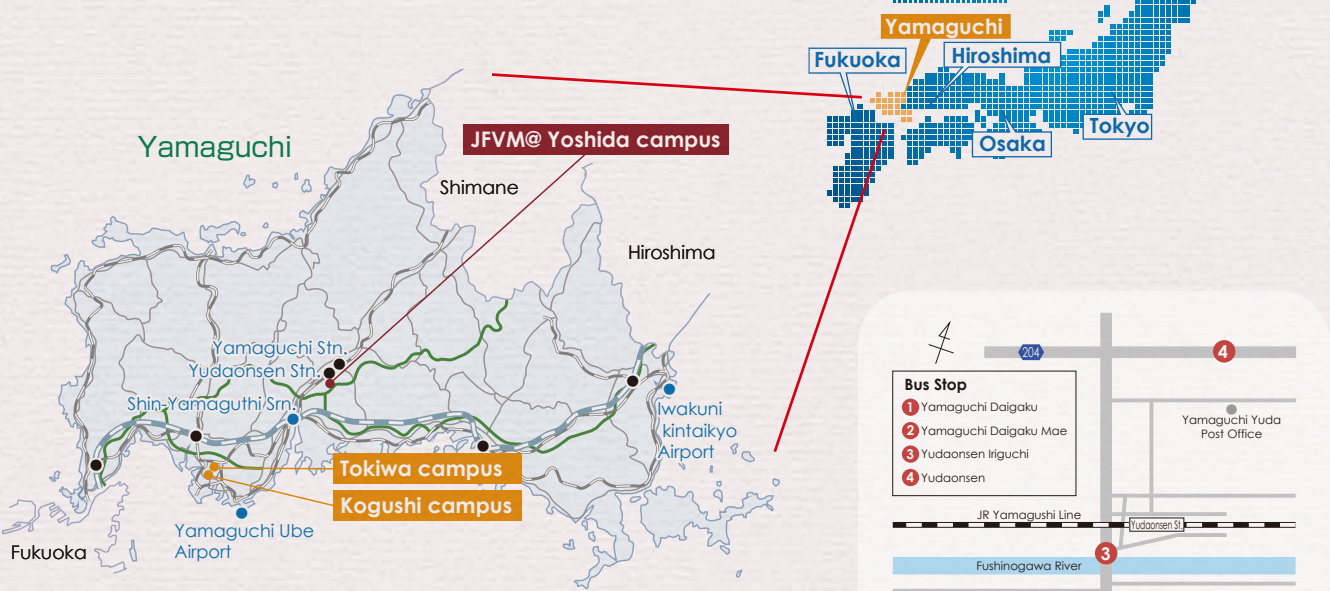 Yamaguchi
Fukuoka
Hiroshima
Tokyo
Osaka
Yamaguchi
JFVM@ Yoshida campus
Shimane
Hiroshima
Yamaguchi Stn.
Yudaonsen Stn.
Shin-Yamaguthi Srn.
Iwakuni
kintaikyo
Airport
Tokiwa campus
Kogushi campus
Yamaguchi Ube
Airport
Fukuoka
204
4
Bus Stop
1 Yamaguchi Daigaku
2 Yamaguchi Daigaku Mae
3 Yudaonsen Iriguchi
4 Yudaonsen
Yamaguchi Yuda
Post Office
JR Yamagushi Line
Yudaonsen St.
3
Fushinogawa River